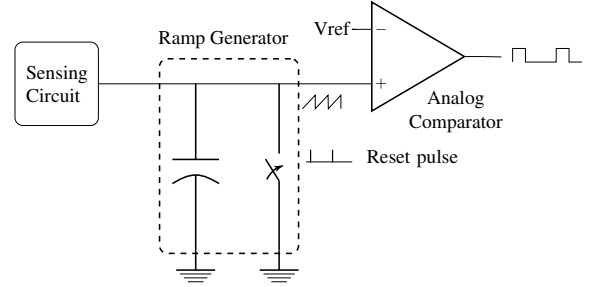 Ramp Generator
Vref
−
+
Sensing
Circuit
Analog
Comparator
Reset pulse